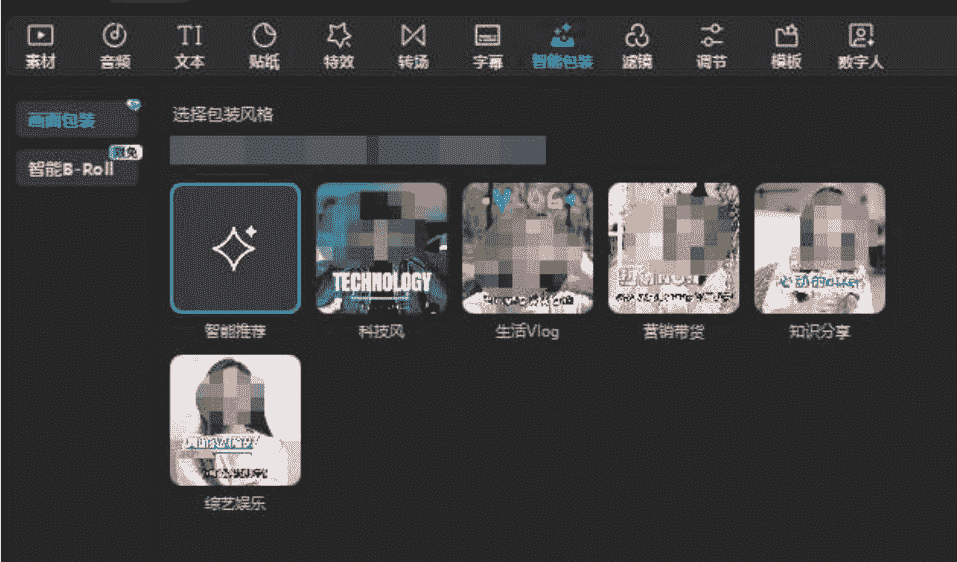 素材 音频 文本 贴纸 特效 转场 字幕 智能包装 滤镜 调节 模板 数字人
画面包装
限免
智能B-Roll
选择包装风格
TECHNOLOGY
智能推荐 科技风 生活Vlog 营销带货 知识分享
综艺娱乐